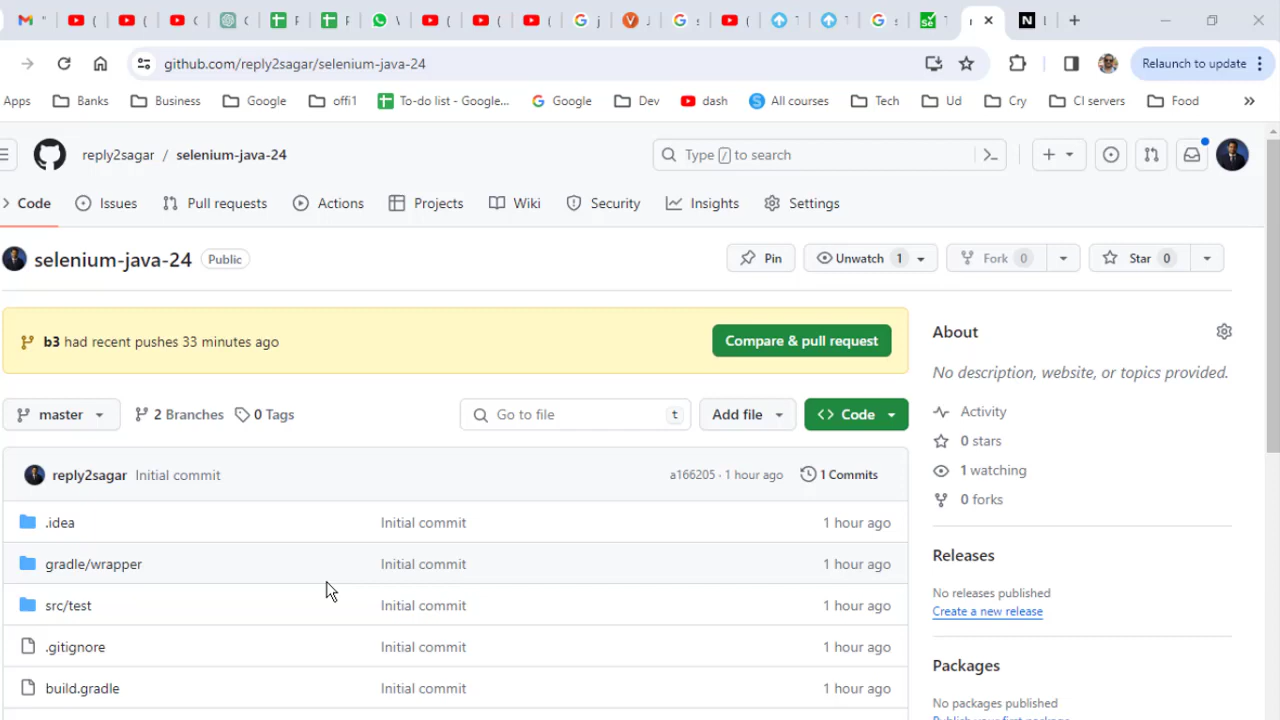 github.com/reply2sagar/selenium-java-24
Relaunch to update
Apps Banks Business Google offi1 To-do list - Google... Google Dev dash All courses Tech Ud Cry CI servers Food »
reply2sagar / selenium-java-24
Type / to search
Code Issues Pull requests Actions Projects Wiki Security Insights Settings
selenium-java-24 Public
Pin Unwatch 1 Fork 0 Star 0
b3 had recent pushes 33 minutes ago
Compare & pull request
master 2 Branches 0 Tags
Go to file t
Add file
Code
reply2sagar Initial commit a166205 · 1 hour ago 1 Commits
.idea Initial commit 1 hour ago
gradle/wrapper Initial commit 1 hour ago
src/test Initial commit 1 hour ago
.gitignore Initial commit 1 hour ago
build.gradle Initial commit 1 hour ago
About
No description, website, or topics provided.
Activity
0 stars
1 watching
0 forks
Releases
No releases published
Create a new release
Packages
No packages published